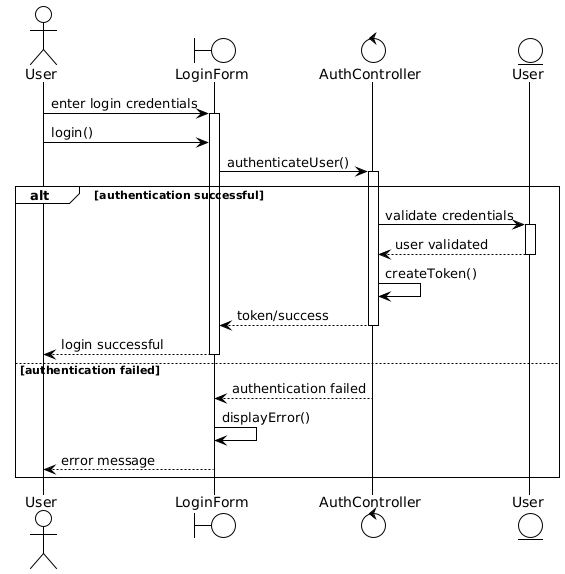 User
LoginForm
AuthController
User
enter login credentials
login()
authenticateUser()
alt [authentication successful]
validate credentials
user validated
createToken()
token/success
login successful
[authentication failed]
authentication failed
displayError()
error message
User
LoginForm
AuthController
User